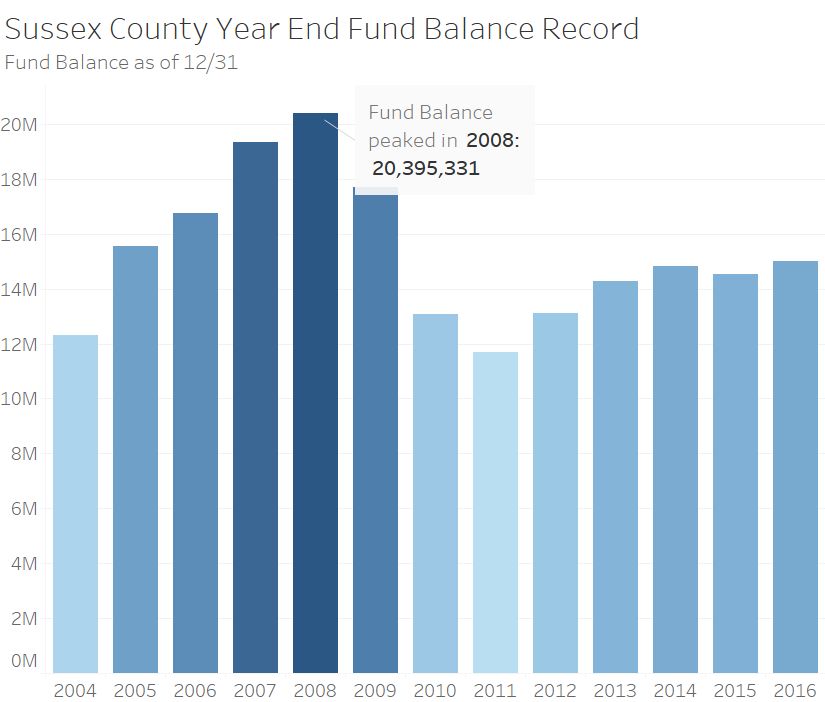 Sussex County Year End Fund Balance Record
Fund Balance as of 12/31
Fund Balance
peaked in 2008:
20,395,331
20M
18M
16M
14M
12M
10M
8M
6M
4M
2M
0M
2004 2005 2006 2007 2008 2009 2010 2011 2012 2013 2014 2015 2016